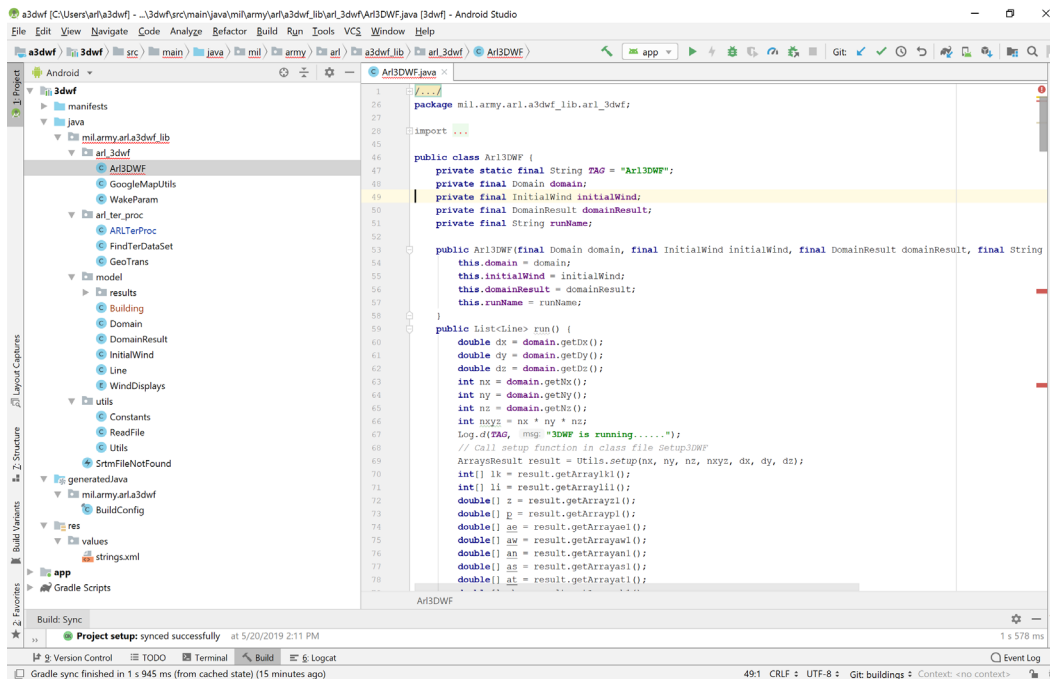 a3dwf [C:\Users\arl\a3dwf] - ...\3dwf\src\main\java\mil\army\arl\a3dwf_lib\arl_3dwf\Arl3DWF.java [3dwf] - Android Studio
File Edit View Navigate Code Analyze Refactor Build Run Tools VCS Window Help
a3dwf 3dwf src main java mil army arl a3dwf_lib arl_3dwf Arl3DWF app Git:
1: Project
Android
Arl3DWF.java
3dwf
manifests
java
mil.army.arl.a3dwf_lib
arl_3dwf
Arl3DWF
GoogleMapUtils
WakeParam
arl_ter_proc
ARLTerProc
FindTerDataSet
GeoTrans
model
results
Building
Domain
DomainResult
InitialWind
Line
WindDisplays
utils
Constants
ReadFile
Utils
SrtmFileNotFound
generatedJava
mil.army.arl.a3dwf
BuildConfig
res
values
strings.xml
app
Gradle Scripts
Layout Captures
Z: Structure
Build Variants
2: Favorites
1 /.../
26 package mil.army.arl.a3dwf_lib.arl_3dwf;
27
28 import ...
45
46 public class Arl3DWF {
47 private static final String TAG = "Arl3DWF";
48 private final Domain domain;
49 private final InitialWind initialWind;
50 private final DomainResult domainResult;
51 private final String runName;
52
53 public Arl3DWF(final Domain domain, final InitialWind initialWind, final DomainResult domainResult, final String
54 this.domain = domain;
55 this.initialWind = initialWind;
56 this.domainResult = domainResult;
57 this.runName = runName;
58 }
59 public List<Line> run() {
60 double dx = domain.getDx();
61 double dy = domain.getDy();
62 double dz = domain.getDz();
63 int nx = domain.getNx();
64 int ny = domain.getNy();
65 int nz = domain.getNz();
66 int nxyz = nx * ny * nz;
67 Log.d(TAG, msg: "3DWF is running......");
68 // Call setup function in class file Setup3DWF
69 ArraysResult result = Utils.setup(nx, ny, nz, nxyz, dx, dy, dz);
70 int[] lk = result.getArraylk1();
71 int[] li = result.getArrayli1();
72 double[] z = result.getArrayz1();
73 double[] p = result.getArrayp1();
74 double[] ae = result.getArrayae1();
75 double[] aw = result.getArrayaw1();
76 double[] an = result.getArrayan1();
77 double[] as = result.getArrayas1();
78 double[] at = result.getArrayat1();
Arl3DWF
Build: Sync
Project setup: synced successfully at 5/20/2019 2:11 PM 1 s 578 ms
9: Version Control TODO Terminal Build 6: Logcat Event Log
Gradle sync finished in 1 s 945 ms (from cached state) (15 minutes ago) 49:1 CRLF UTF-8 Git: buildings Context: <no context>